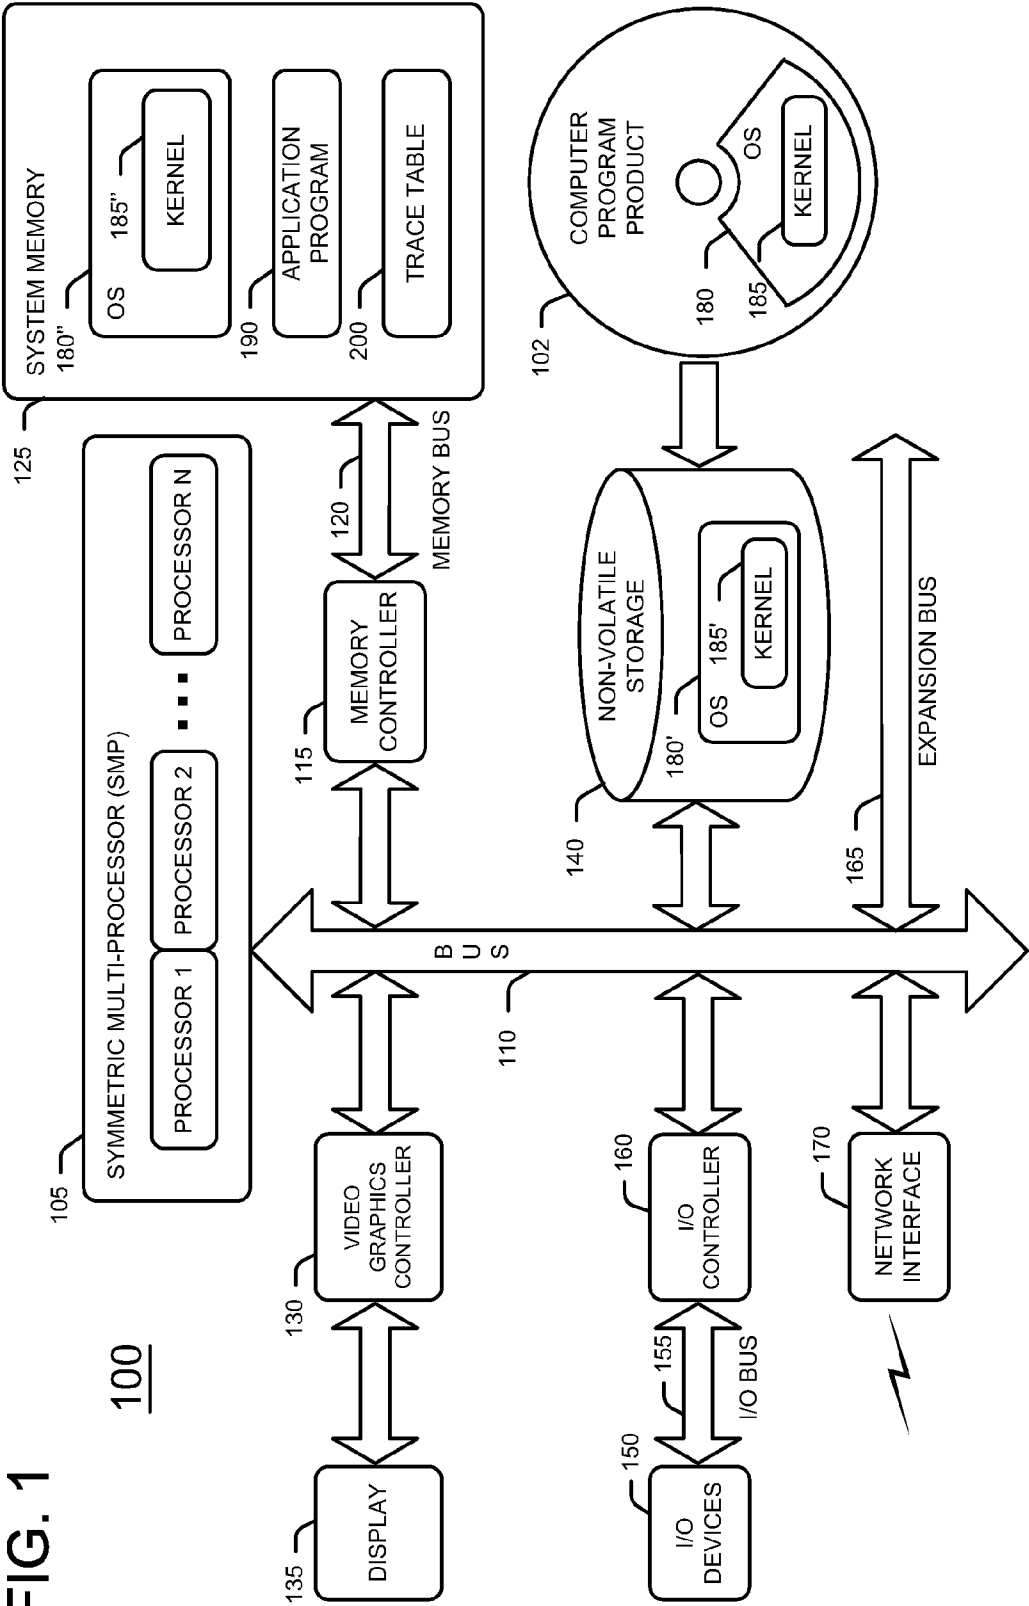 FIG. 1
100
105
SYMMETRIC MULTI-PROCESSOR (SMP)
PROCESSOR 1
PROCESSOR 2
PROCESSOR N
125
SYSTEM MEMORY
180"
OS
185"
KERNEL
190
APPLICATION
PROGRAM
200
TRACE TABLE
135
DISPLAY
130
VIDEO
GRAPHICS
CONTROLLER
115
MEMORY
CONTROLLER
120
MEMORY BUS
B
U
S
110
150
I/O
DEVICES
155
I/O BUS
160
I/O
CONTROLLER
140
NON-VOLATILE
STORAGE
180'
OS
185'
KERNEL
102
COMPUTER
PROGRAM
PRODUCT
180
OS
185
KERNEL
170
NETWORK
INTERFACE
165
EXPANSION BUS